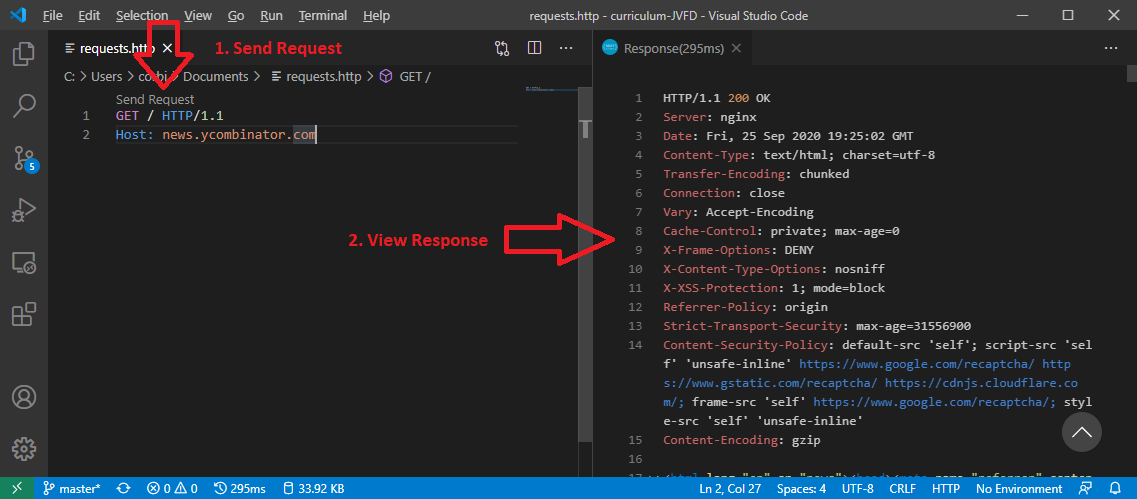 File Edit Selection View Go Run Terminal Help requests.http - curriculum-JVFD - Visual Studio Code
requests.http
1. Send Request
Response(295ms)
C: > Users > > Documents > requests.http > GET /
Send Request
1 GET / HTTP/1.1
2 Host: news.ycombinator.com
2. View Response
1 HTTP/1.1 200 OK
2 Server: nginx
3 Date: Fri, 25 Sep 2020 19:25:02 GMT
4 Content-Type: text/html; charset=utf-8
5 Transfer-Encoding: chunked
6 Connection: close
7 Vary: Accept-Encoding
8 Cache-Control: private; max-age=0
9 X-Frame-Options: DENY
10 X-Content-Type-Options: nosniff
11 X-XSS-Protection: 1; mode=block
12 Referrer-Policy: origin
13 Strict-Transport-Security: max-age=31556900
14 Content-Security-Policy: default-src 'self'; script-src 'sel
f' 'unsafe-inline' https://www.google.com/recaptcha/ http
s://www.gstatic.com/recaptcha/ https://cdnjs.cloudflare.co
m/; frame-src 'self' https://www.google.com/recaptcha/; styl
e-src 'self' 'unsafe-inline'
15 Content-Encoding: gzip
16
5
master* 0 0 295ms 33.92 KB Ln 2, Col 27 Spaces: 4 UTF-8 CRLF HTTP No Environment